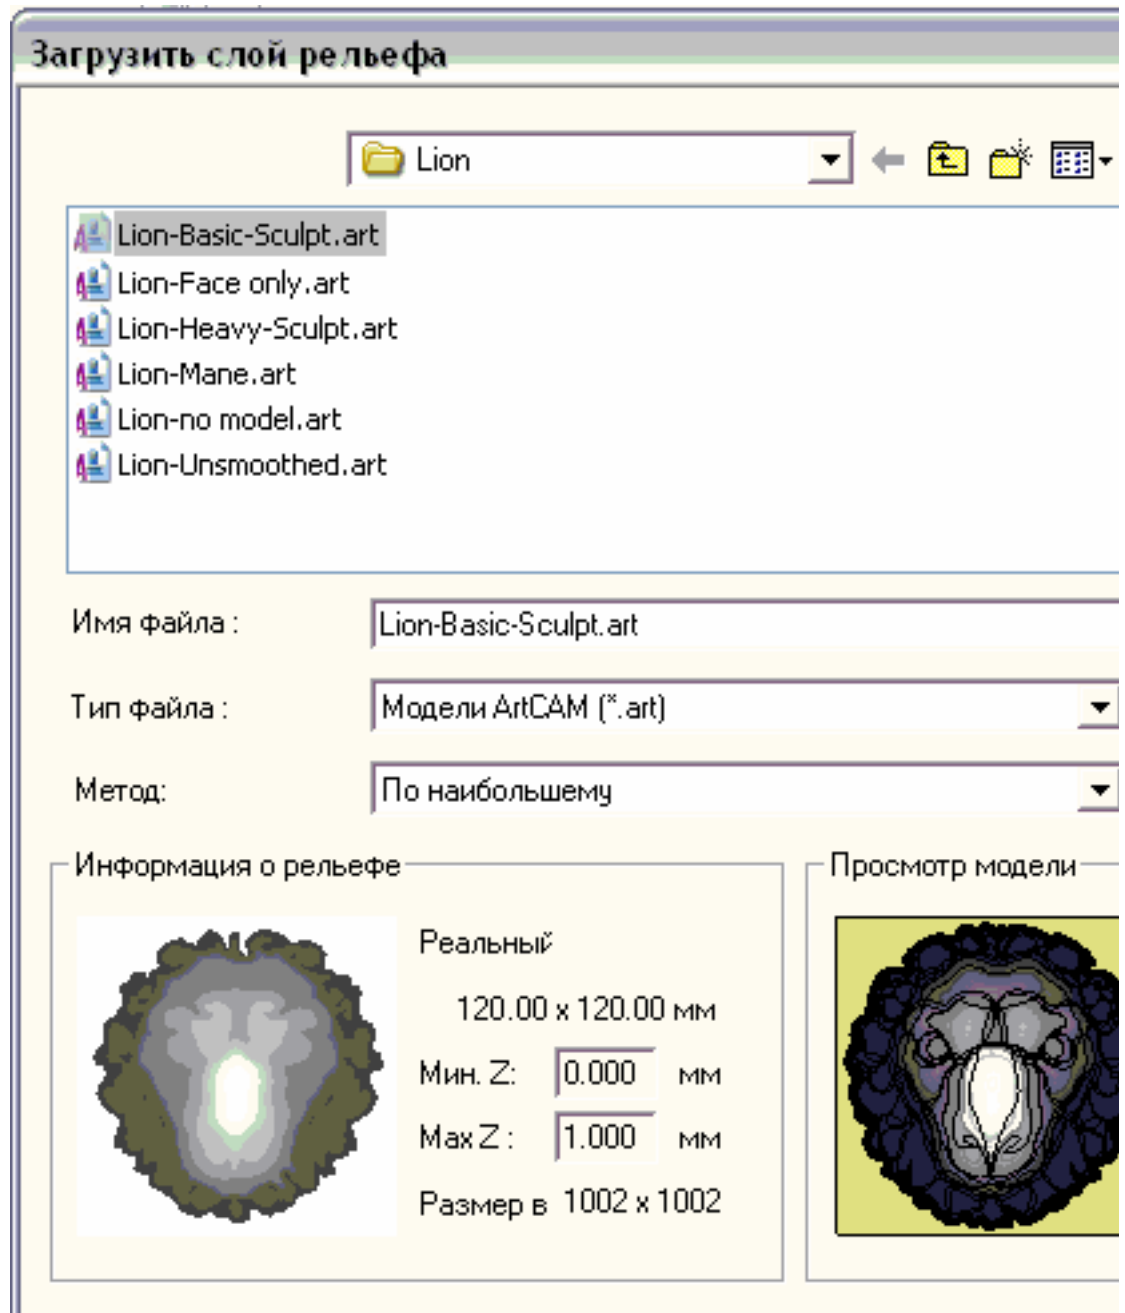 Загрузить слой рельефа
Lion
Lion-Basic-Sculpt.art
Lion-Face only.art
Lion-Heavy-Sculpt.art
Lion-Mane.art
Lion-no model.art
Lion-Unsmoothed.art
Имя файла : Lion-Basic-Sculpt.art
Тип файла : Модели ArtCAM (*.art)
Метод: По наибольшему
Информация о рельефе
Реальный
120.00 x 120.00 мм
Мин. Z: 0.000 мм
Мах Z : 1.000 мм
Размер в 1002 x 1002
Просмотр модели